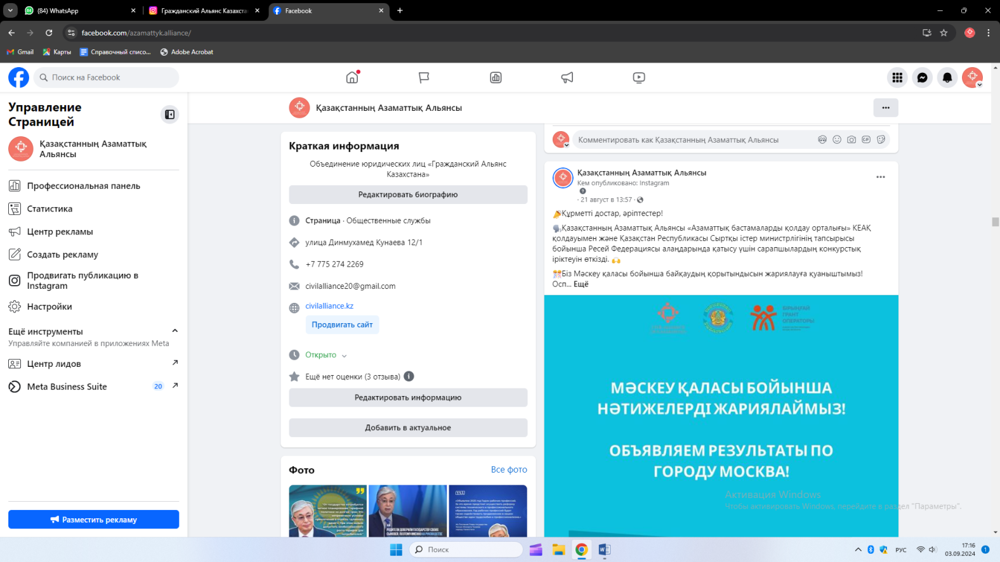 (84) WhatsApp
Гражданский Альянс Казахста
Facebook
facebook.com/azamattyk.alliance/
Gmail
Карты
Справочный списо...
Adobe Acrobat
Поиск на Facebook
Управление
Страницей
Қазақстанның Азаматтық
Альянсы
Профессиональная панель
Статистика
Центр рекламы
Создать рекламу
Продвигать публикацию в
Instagram
Настройки
Ещё инструменты
Управляйте компанией в приложениях Meta
Центр лидов
Meta Business Suite
20
Разместить рекламу
Қазақстанның Азаматтық Альянсы
Краткая информация
Объединение юридических лиц «Гражданский Альянс
Казахстана»
Редактировать биографию
Страница · Общественные службы
улица Динмухамед Кунаева 12/1
+7 775 274 2269
civilalliance20@gmail.com
civilalliance.kz
Продвигать сайт
Открыто
Ещё нет оценки (3 отзыва)
Редактировать информацию
Добавить в актуальное
Фото
Все фото
Комментировать как Қазақстанның Азаматтық Альянсы
GIF
Қазақстанның Азаматтық Альянсы
Кем опубликовано: Instagram
· 21 август в 13:57 ·
Құрметті достар, әріптестер!
Қазақстанның Азаматтық Альянсы «Азаматтық бастамаларды қолдау орталығы» КЕАҚ
қолдауымен және Қазақстан Республикасы Сыртқы істер министрлігінің тапсырысы
бойынша Ресей Федерациясы алаңдарында қатысу үшін сарапшылардың конкурстық
іріктеуін өткізді.
Біз Мәскеу қаласы бойынша байқаудың қорытындысын жариялауға қуаныштымыз!
Осп... Ещё
БІРЫҢҒАЙ
ГРАНТ
ОПЕРАТОРЫ
МӘСКЕУ ҚАЛАСЫ БОЙЫНША
НӘТИЖЕЛЕРДІ ЖАРИЯЛАЙМЫЗ!
ОБЪЯВЛЯЕМ РЕЗУЛЬТАТЫ ПО
ГОРОДУ МОСКВА!
Активация Windows
Чтобы активировать Windows, перейдите в раздел "Параметры".
Поиск
РУС
17:16
03.09.2024
1